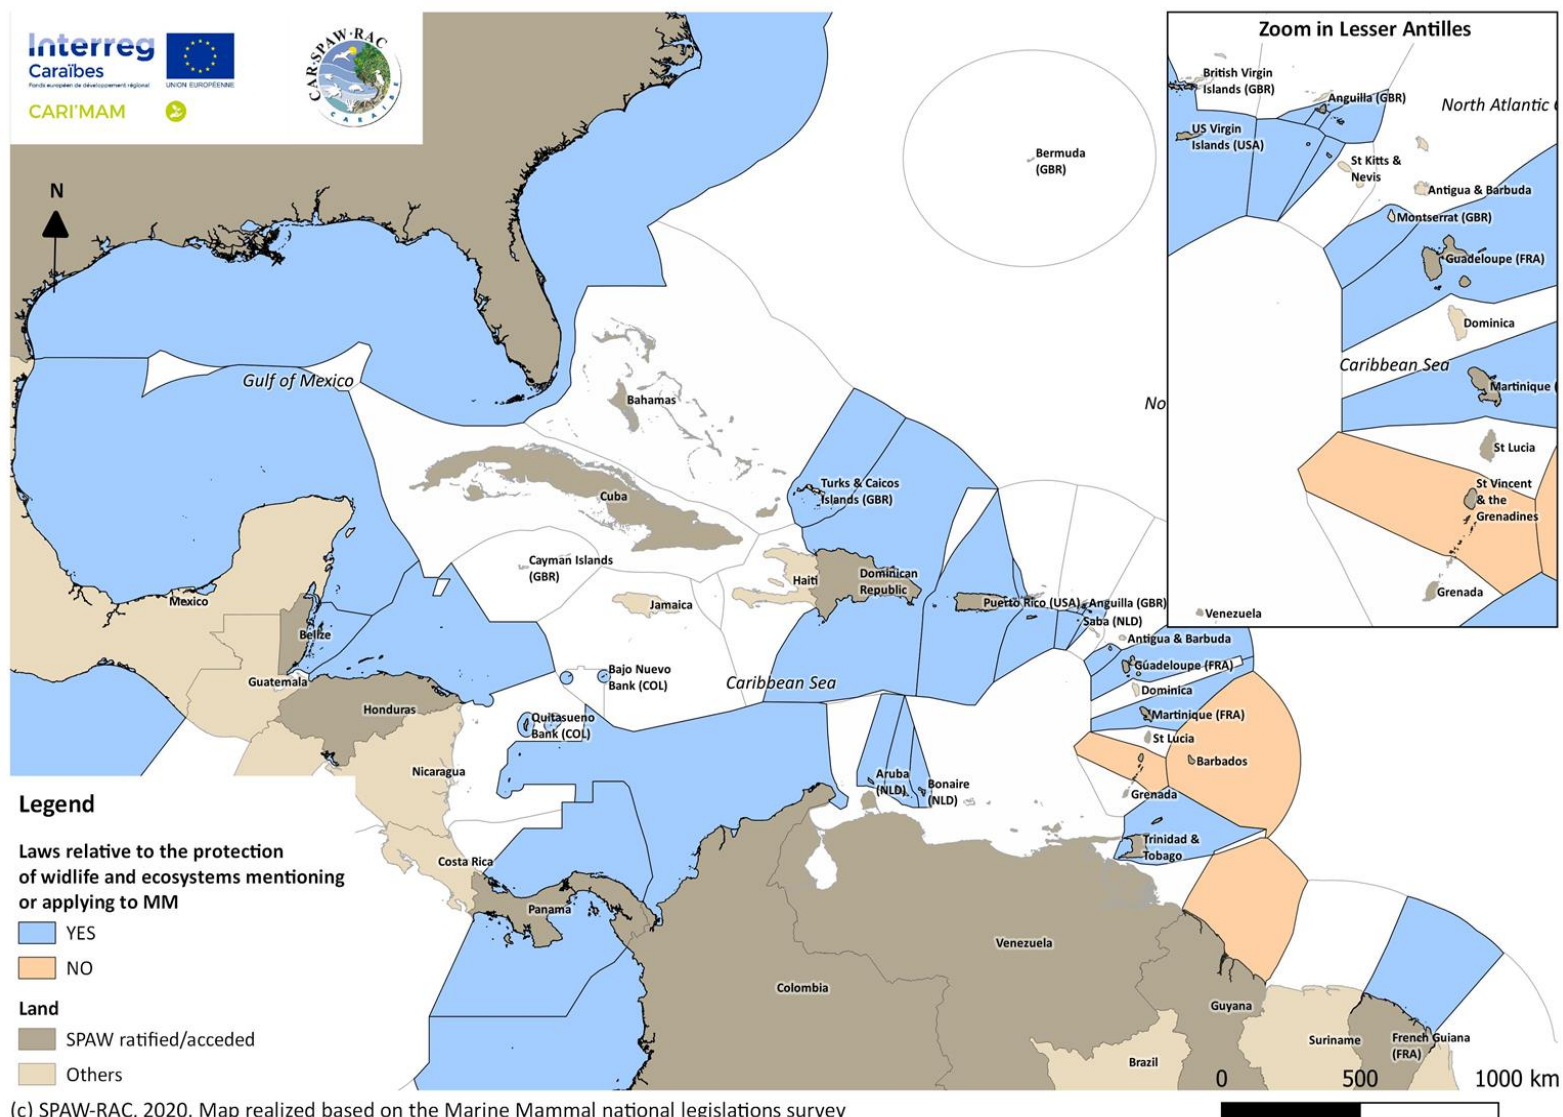 Interreg
Caraïbes
Fonds européen de développement régional
UNION EUROPÉENNE
CARI'MAM
CAR-SPAW-RAC
CARAIBE
N
Gulf of Mexico
Bermuda
(GBR)
No
Bahamas
Turks & Caicos
Islands (GBR)
Cuba
Cayman Islands
(GBR)
Haiti
Dominican
Republic
Jamaica
Puerto Rico (USA)
Anguilla (GBR)
Saba (NLD)
Venezuela
Antigua & Barbuda
Guadeloupe (FRA)
Dominica
Martinique (FRA)
St Lucia
Barbados
Grenada
Trinidad &
Tobago
Mexico
Belize
Guatemala
Honduras
Nicaragua
Costa Rica
Panama
Bajo Nuevo
Bank (COL)
Quitasueno
Bank (COL)
Caribbean Sea
Aruba
(NLD)
Bonaire
(NLD)
Venezuela
Colombia
Guyana
Suriname
French Guiana
(FRA)
Brazil
Zoom in Lesser Antilles
British Virgin
Islands (GBR)
Anguilla (GBR)
North Atlantic
US Virgin
Islands (USA)
St Kitts &
Nevis
Antigua & Barbuda
Montserrat (GBR)
Guadeloupe (FRA)
Dominica
Caribbean Sea
Martinique (
St Lucia
St Vincent
& the
Grenadines
Grenada
Legend
Laws relative to the protection
of widlife and ecosystems mentioning
or applying to MM
YES
NO
Land
SPAW ratified/acceded
Others
0 500 1000 km
(c) SPAW-RAC, 2020. Map realized based on the Marine Mammal national legislations survey